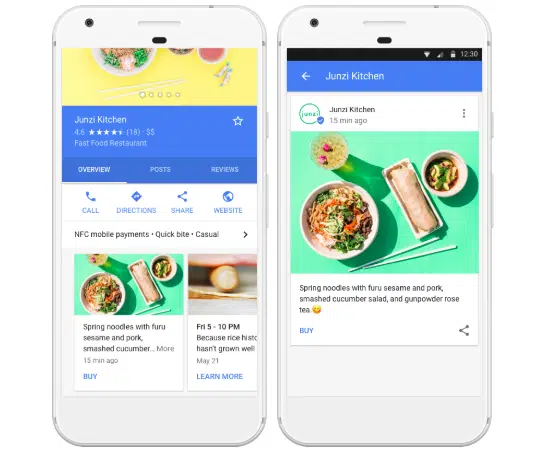 Junzi Kitchen
4.6 ★★★★★ (18) • $$
Fast Food Restaurant
OVERVIEW POSTS REVIEWS
CALL DIRECTIONS SHARE WEBSITE
NFC mobile payments • Quick bite • Casual
Spring noodles with furu
sesame and pork,
smashed cucumber... More
15 min ago
BUY
Fri 5 - 10 PM
Because rice histo
hasn't grown well
May 21
LEARN MORE
12:30
Junzi Kitchen
junzi
Junzi Kitchen
15 min ago
Spring noodles with furu sesame and pork,
smashed cucumber salad, and gunpowder rose
tea.😋
BUY